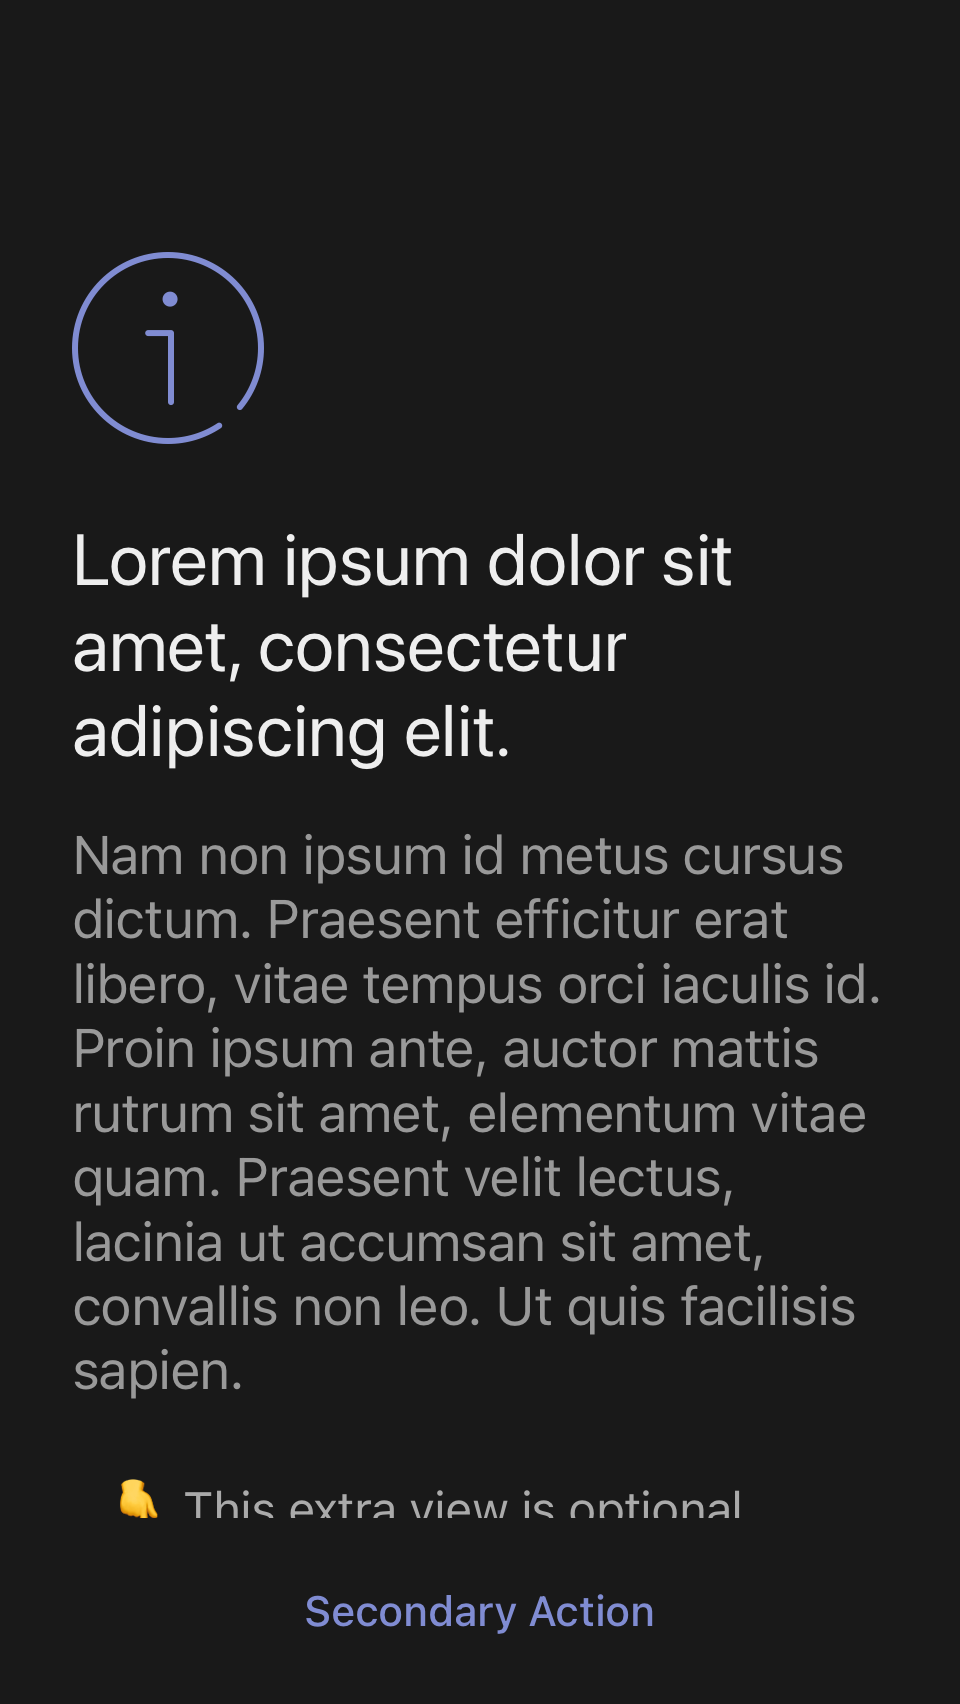 Lorem ipsum dolor sit
amet, consectetur
adipiscing elit.
Nam non ipsum id metus cursus
dictum. Praesent efficitur erat
libero, vitae tempus orci iaculis id.
Proin ipsum ante, auctor mattis
rutrum sit amet, elementum vitae
quam. Praesent velit lectus,
lacinia ut accumsan sit amet,
convallis non leo. Ut quis facilisis
sapien.
👇 This extra view is optional
Secondary Action